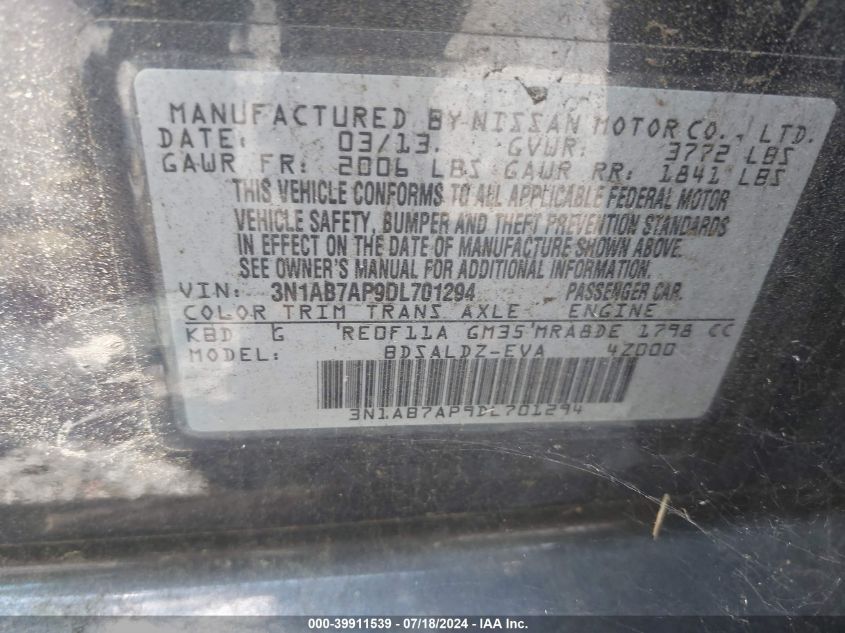 MANUFACTURED BY NISSAN MOTOR CO., LTD.
DATE: 03/13. GVWR: 3772 LBS
GAWR FR: 2006 LBS GAWR RR: 1841 LBS
THIS VEHICLE CONFORMS TO ALL APPLICABLE FEDERAL MOTOR
VEHICLE SAFETY, BUMPER AND THEFT PREVENTION STANDARDS
IN EFFECT ON THE DATE OF MANUFACTURE SHOWN ABOVE.
SEE OWNER'S MANUAL FOR ADDITIONAL INFORMATION.
VIN: 3N1AB7AP9DL701294 PASSENGER CAR.
COLOR TRIM TRANS AXLE ENGINE
KBD G RE0F11A GM35 MRA8DE 1798 CC
MODEL: BDSALDZ-EVA 4Z000
3N1AB7AP9DL701294
000-39911539 - 07/18/2024 - IAA Inc.